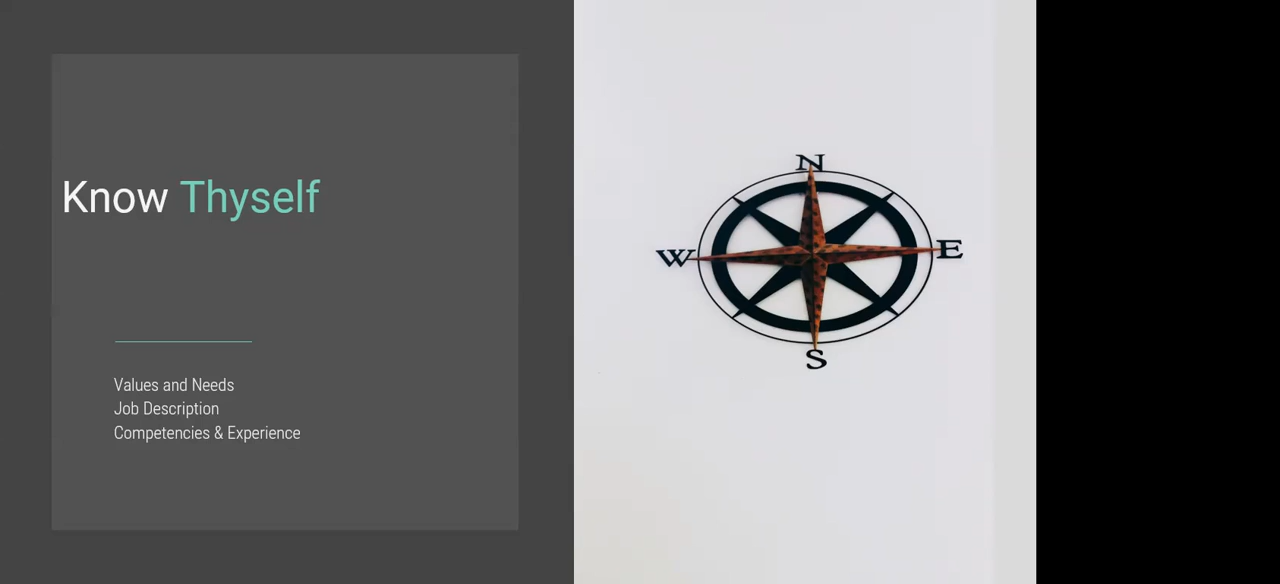 Know Thyself
Values and Needs
Job Description
Competencies & Experience
N
W
E
S